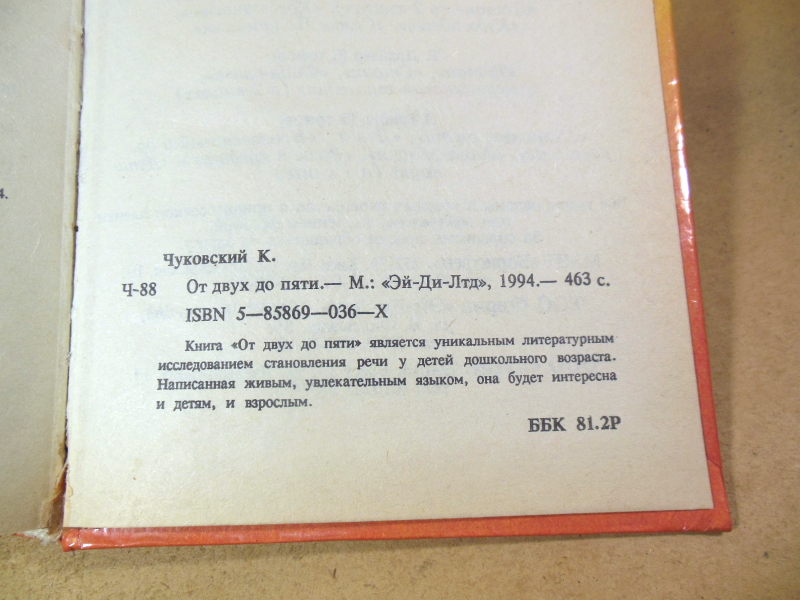 4.
Чуковский К.
Ч-88 От двух до пяти.— М.: «Эй-Ди-Лтд», 1994.— 463 с.
ISBN 5—85869—036—X
Книга «От двух до пяти» является уникальным литературным
исследованием становления речи у детей дошкольного возраста.
Написанная живым, увлекательным языком, она будет интересна
и детям, и взрослым.
ББК 81.2Р